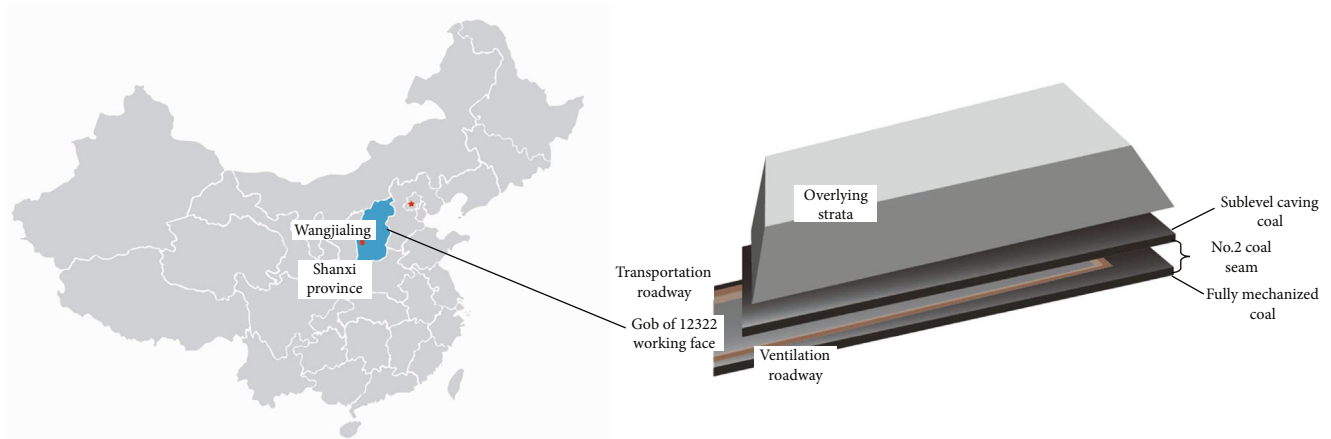 Wangjialing
Shanxi
province
Transportation
roadway
Gob of 12322
working face
Ventilation
roadway
Overlying
strata
Sublevel caving
coal
No.2 coal
seam
Fully mechanized
coal